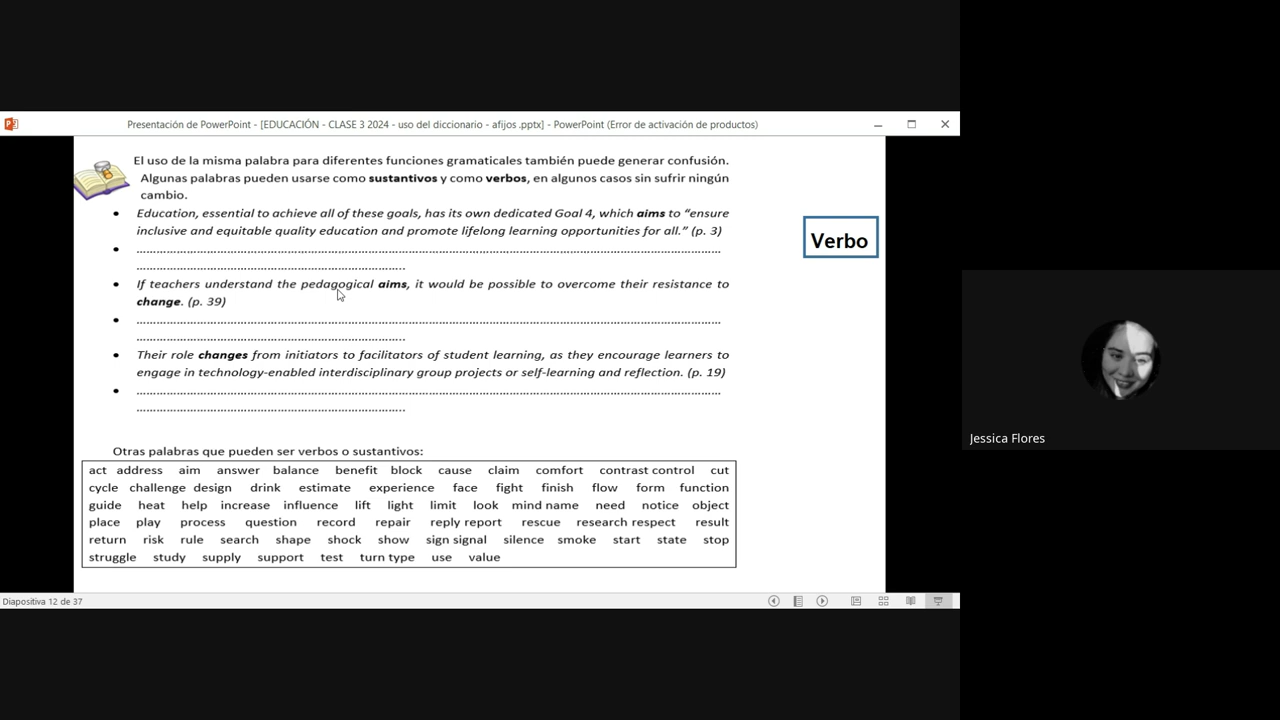 Presentación de PowerPoint - [EDUCACIÓN - CLASE 3 2024 - uso del diccionario - afijos .pptx] - PowerPoint (Error de activación de productos)
El uso de la misma palabra para diferentes funciones gramaticales también puede generar confusión.
Algunas palabras pueden usarse como sustantivos y como verbos, en algunos casos sin sufrir ningún
cambio.
• Education, essential to achieve all of these goals, has its own dedicated Goal 4, which aims to “ensure
inclusive and equitable quality education and promote lifelong learning opportunities for all.” (p. 3)
Verbo
• If teachers understand the pedagogical aims, it would be possible to overcome their resistance to
change. (p. 39)
• Their role changes from initiators to facilitators of student learning, as they encourage learners to
engage in technology-enabled interdisciplinary group projects or self-learning and reflection. (p. 19)
Otras palabras que pueden ser verbos o sustantivos:
act address aim answer balance benefit block cause claim comfort contrast control cut
cycle challenge design drink estimate experience face fight finish flow form function
guide heat help increase influence lift light limit look mind name need notice object
place play process question record repair reply report rescue research respect result
return risk rule search shape shock show sign signal silence smoke start state stop
struggle study supply support test turn type use value
Diapositiva 12 de 37
Jessica Flores